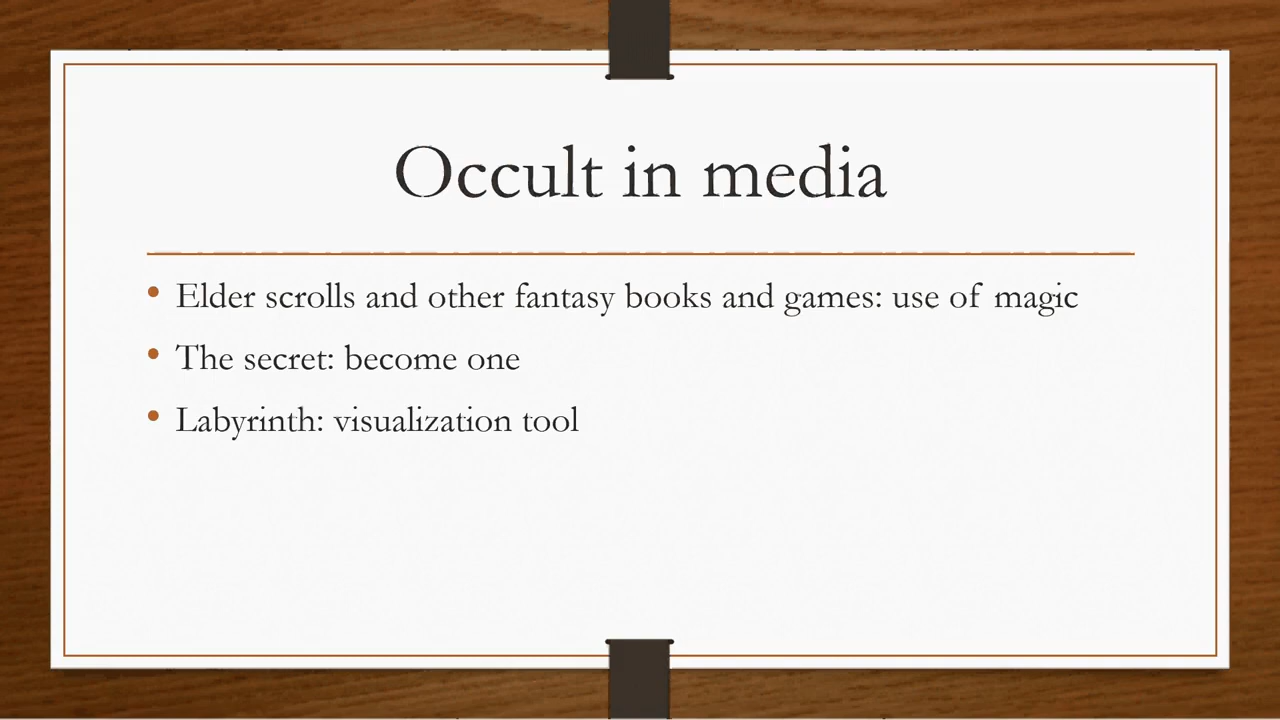 Occult in media
• Elder scrolls and other fantasy books and games: use of magic
• The secret: become one
• Labyrinth: visualization tool